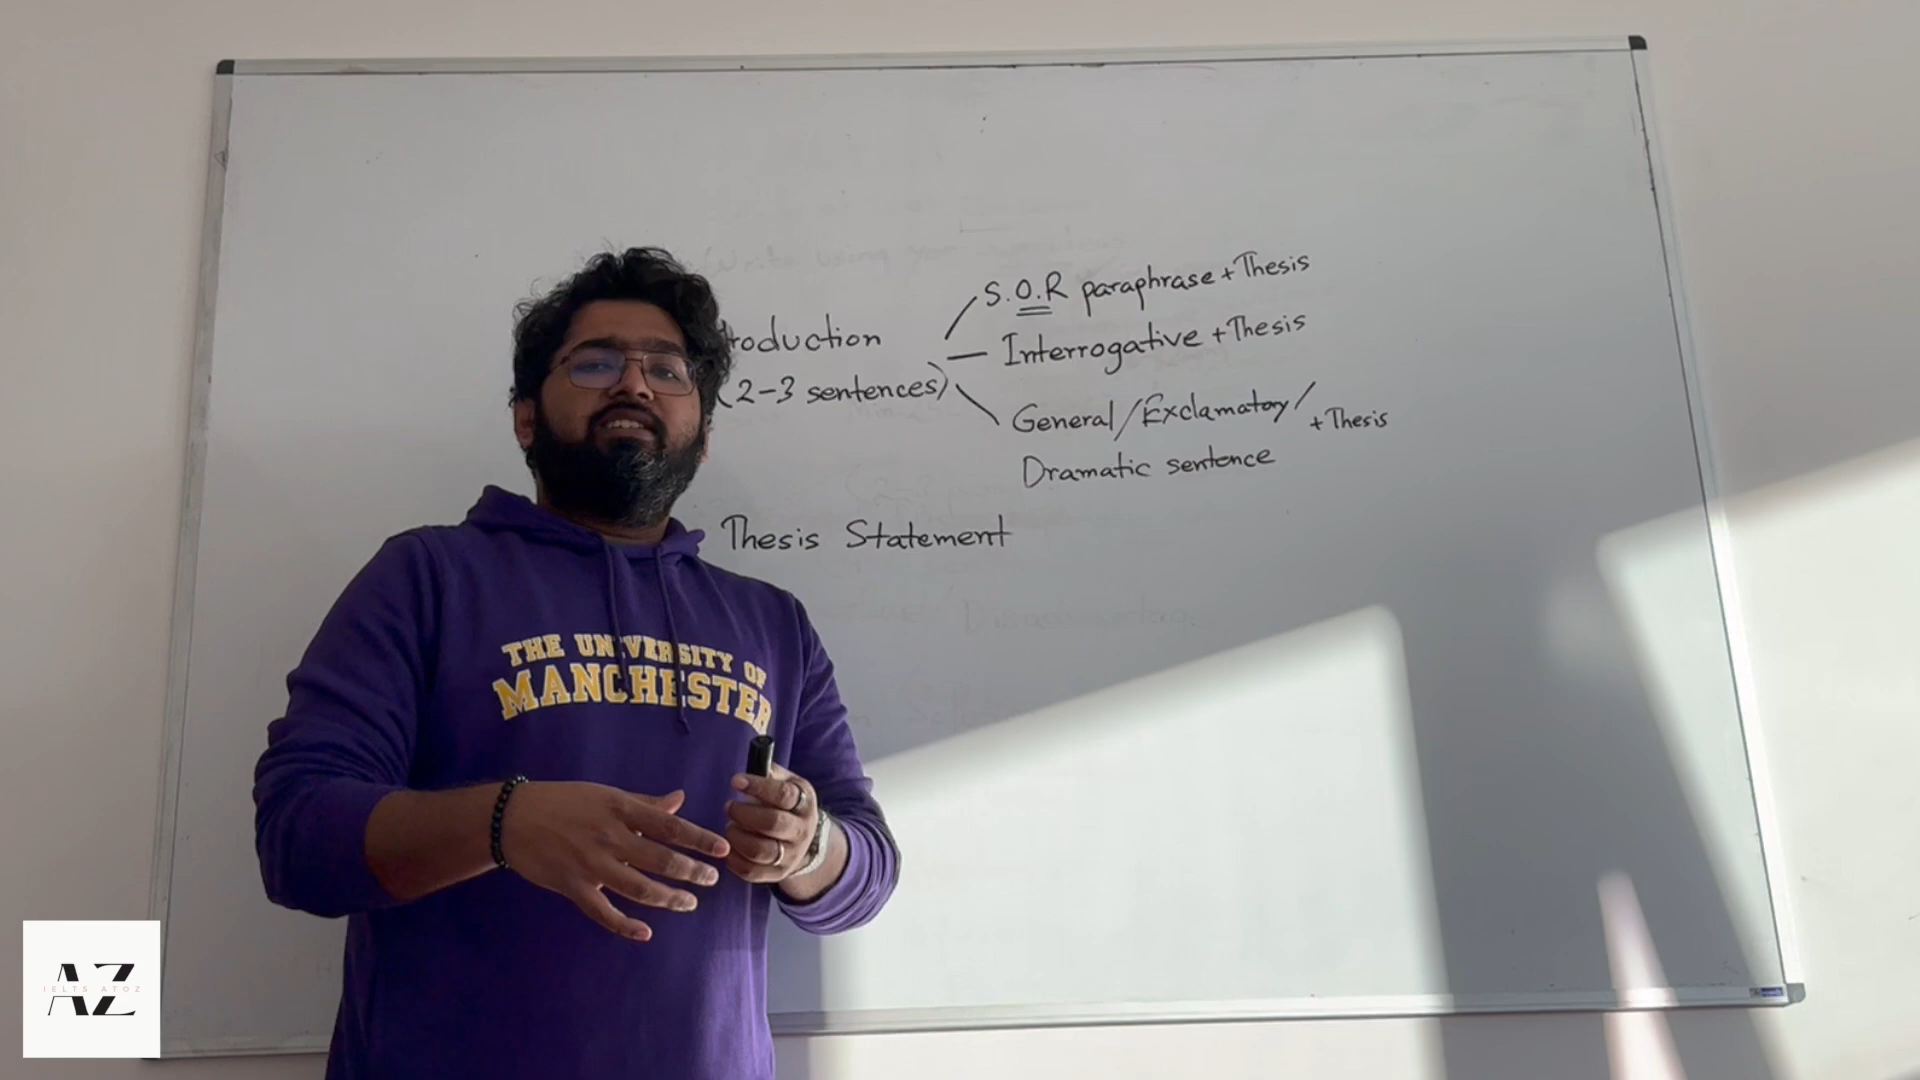 S.O.R paraphrase + Thesis
troduction
Interrogative + Thesis
(2-3 sentences)
General/Exclamatory/
+ Thesis
Dramatic sentence
Thesis Statement
THE UNIVERSITY OF
MANCHESTER
AZ
IELTS ATOZ